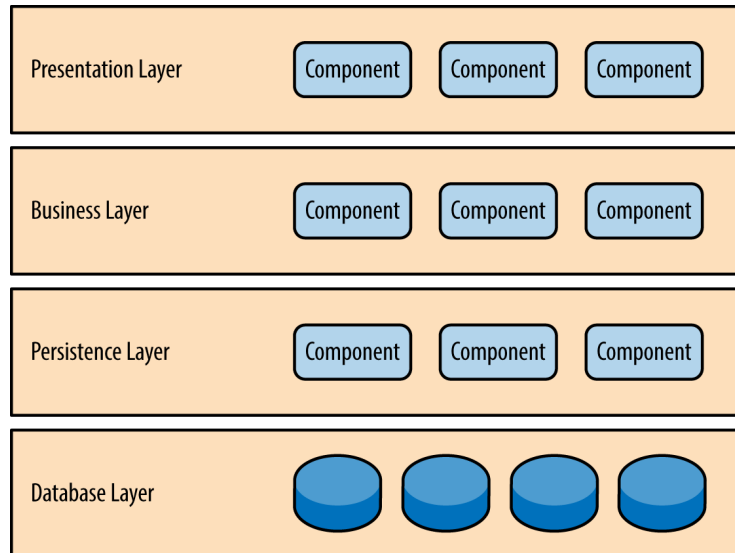 Presentation Layer Component Component Component
Business Layer Component Component Component
Persistence Layer Component Component Component
Database Layer